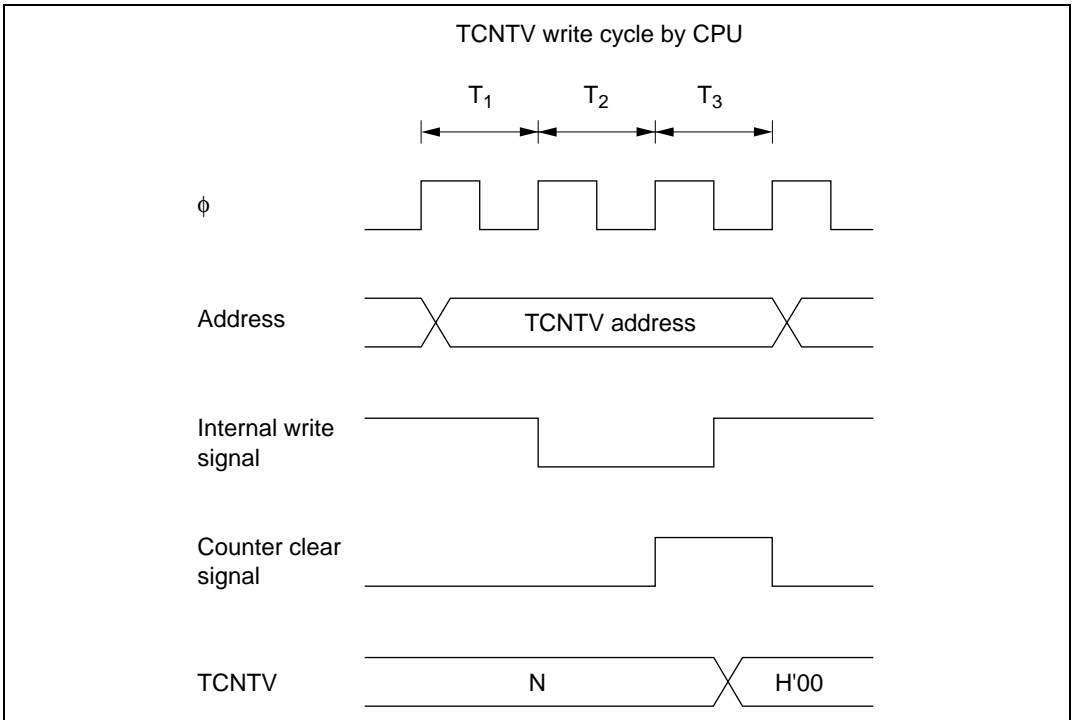 TCNTV write cycle by CPU
T1 T2 T3
ϕ
Address TCNTV address
Internal write
signal
Counter clear
signal
TCNTV N H'00